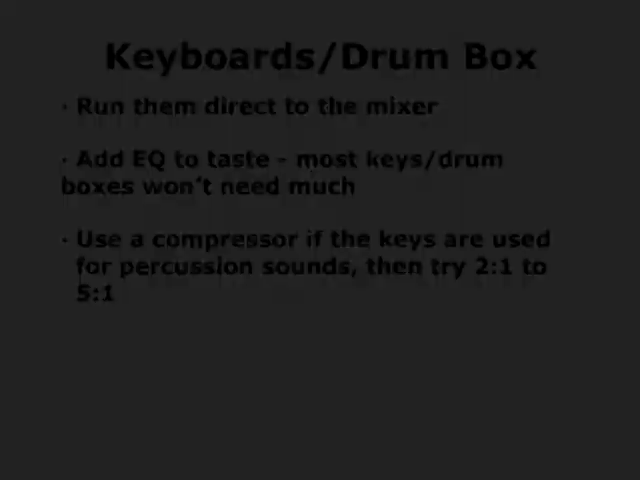 Keyboards/Drum Box
· Run them direct to the mixer
· Add EQ to taste - most keys/drum
boxes won't need much
· Use a compressor if the keys are used
for percussion sounds, then try 2:1 to
5:1